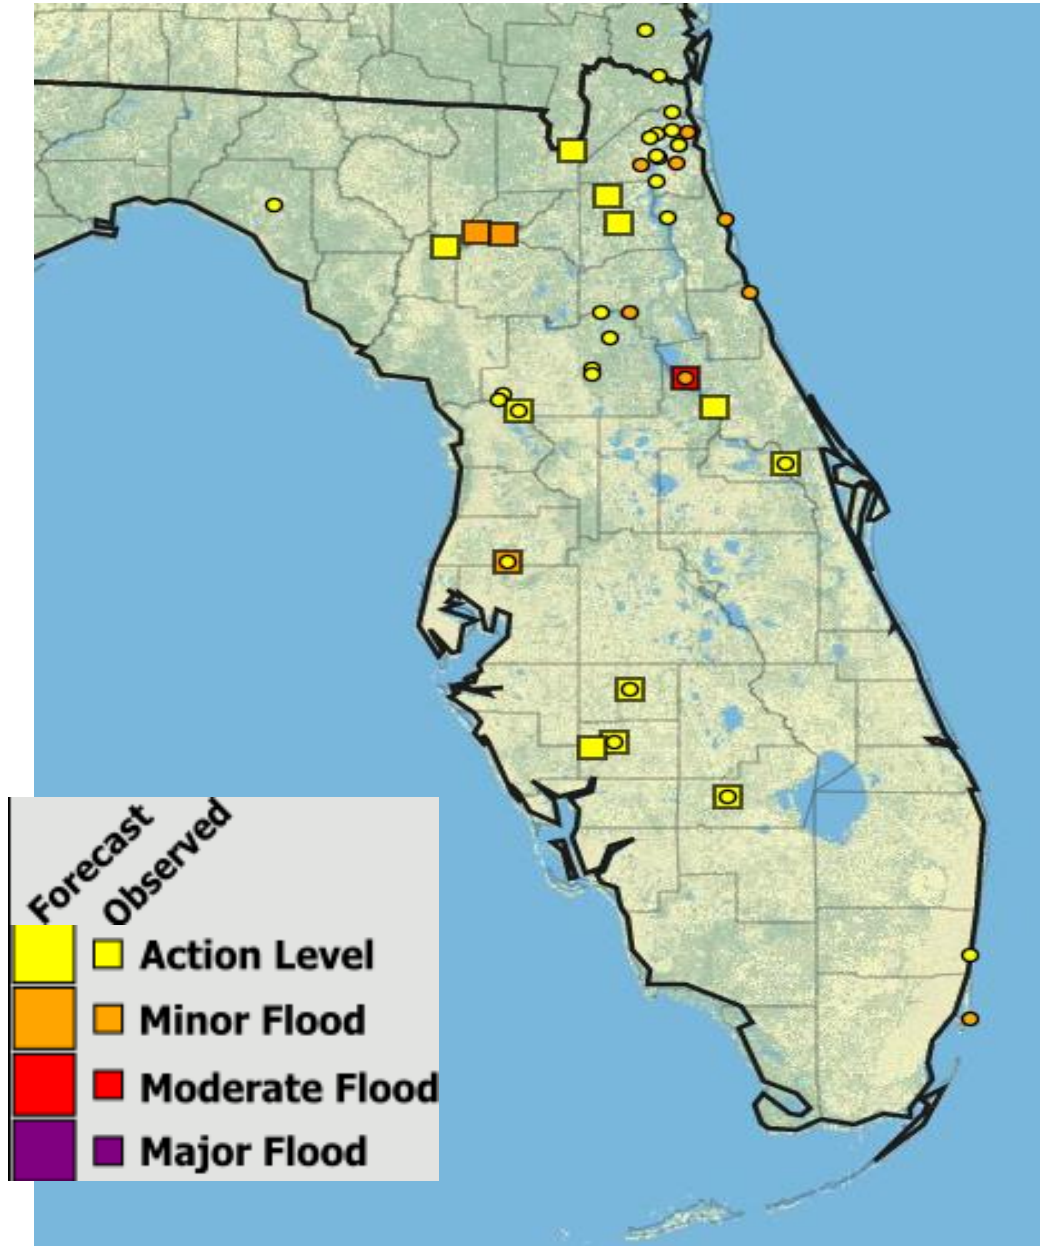 Forecast
Observed
Action Level
Minor Flood
Moderate Flood
Major Flood